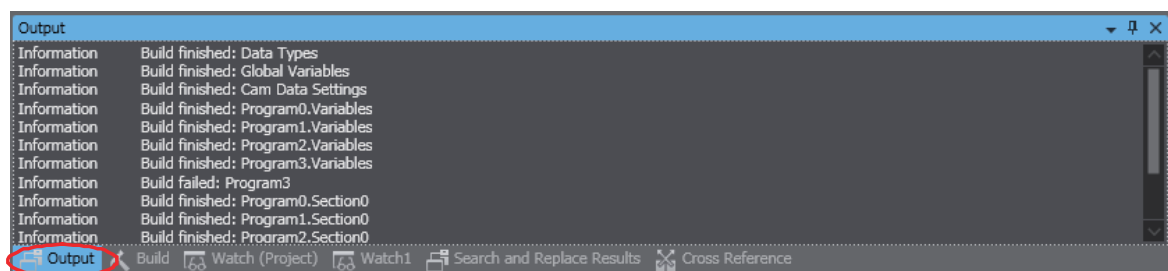 Output
Information Build finished: Data Types
Information Build finished: Global Variables
Information Build finished: Cam Data Settings
Information Build finished: Program0.Variables
Information Build finished: Program1.Variables
Information Build finished: Program2.Variables
Information Build finished: Program3.Variables
Information Build failed: Program3
Information Build finished: Program0.Section0
Information Build finished: Program1.Section0
Information Build finished: Program2.Section0
Output Build Watch (Project) Watch1 Search and Replace Results Cross Reference